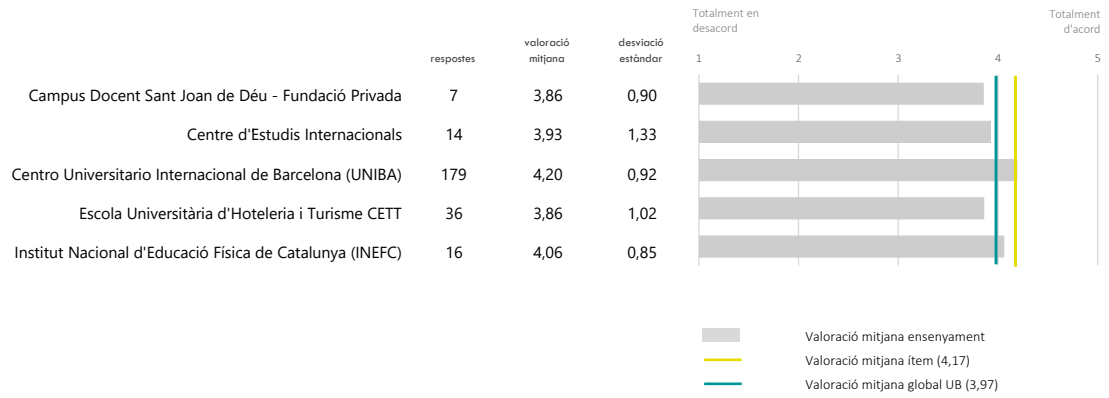 Totalment en
desacord
Totalment
d'acord
respostes
valoració
mitjana
desviació
estàndar
1 2 3 4 5
Campus Docent Sant Joan de Déu - Fundació Privada 7 3,86 0,90
Centre d'Estudis Internacionals 14 3,93 1,33
Centro Universitario Internacional de Barcelona (UNIBA) 179 4,20 0,92
Escola Universitària d'Hoteleria i Turisme CETT 36 3,86 1,02
Institut Nacional d'Educació Física de Catalunya (INEFC) 16 4,06 0,85
Valoració mitjana ensenyament
Valoració mitjana ítem (4,17)
Valoració mitjana global UB (3,97)